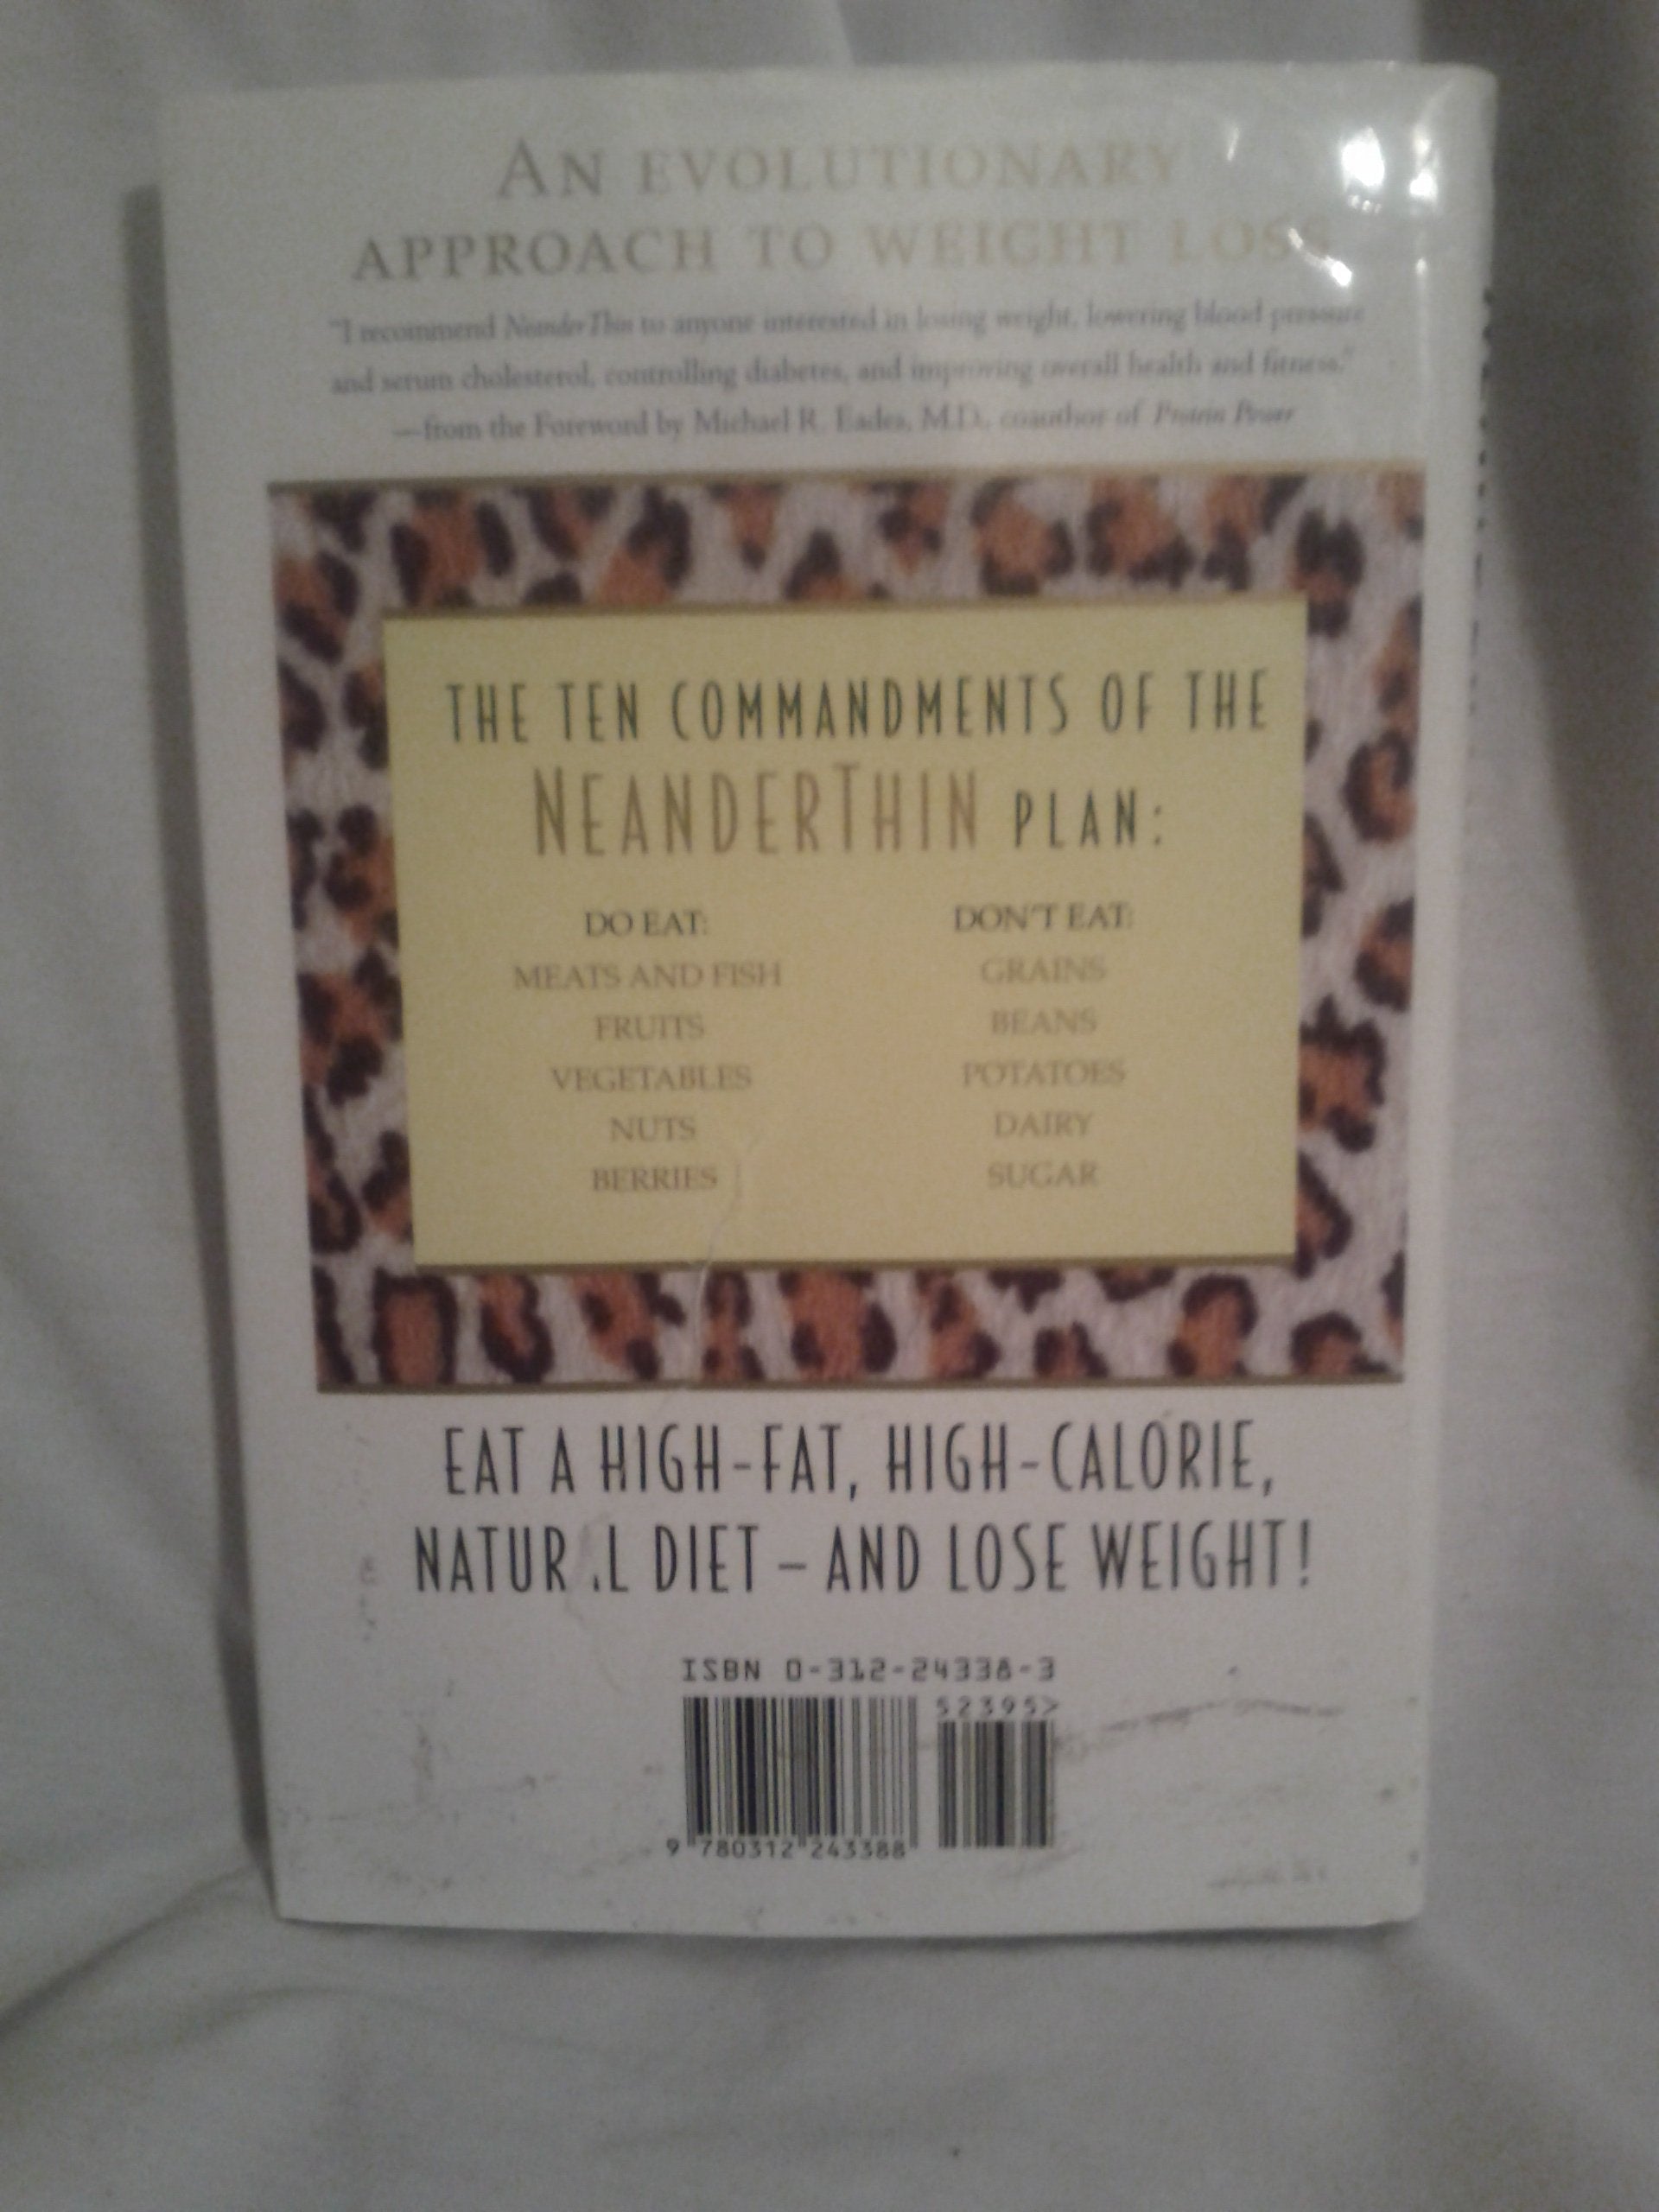 AN EVOLUTIONARY
APPROACH TO WEIGHT LOSS
"I recommend NeanderThin to anyone interested in losing weight, lowering blood pressure
and serum cholesterol, controlling diabetes, and improving overall health and fitness."
—from the Foreword by Michael R. Eades, M.D., coauthor of Protein Power
THE TEN COMMANDMENTS OF THE
NEANDERTHIN PLAN:
DO EAT:
MEATS AND FISH
FRUITS
VEGETABLES
NUTS
BERRIES
DON'T EAT:
GRAINS
BEANS
POTATOES
DAIRY
SUGAR
EAT A HIGH-FAT, HIGH-CALORIE,
NATURAL DIET – AND LOSE WEIGHT!
ISBN 0-312-24338-3
52395>
9 780312 243388